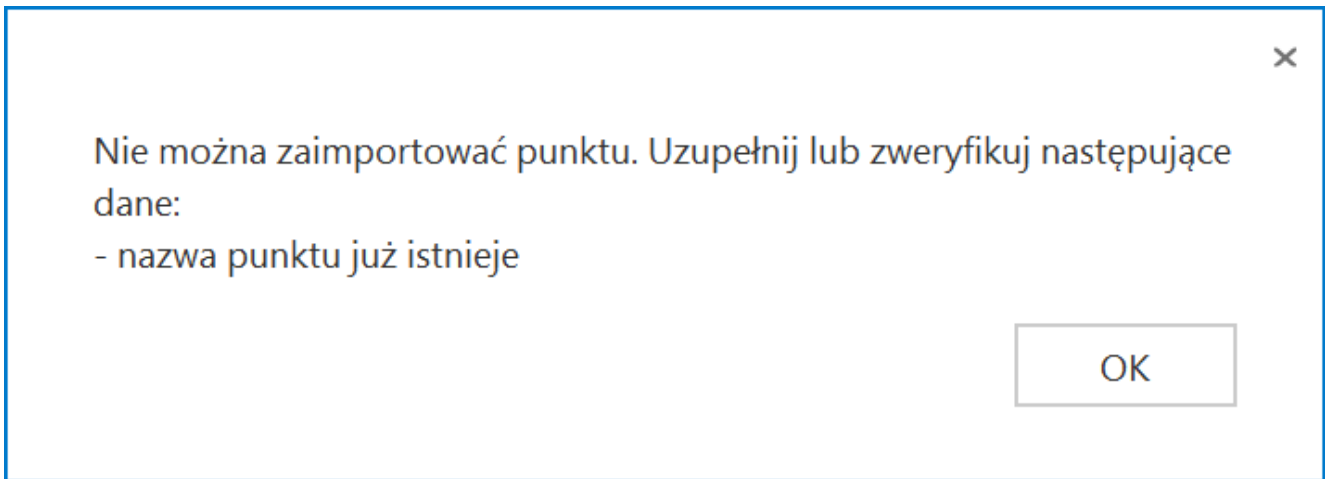 Nie można zaimportować punktu. Uzupełnij lub zweryfikuj następujące
dane:
- nazwa punktu już istnieje
OK